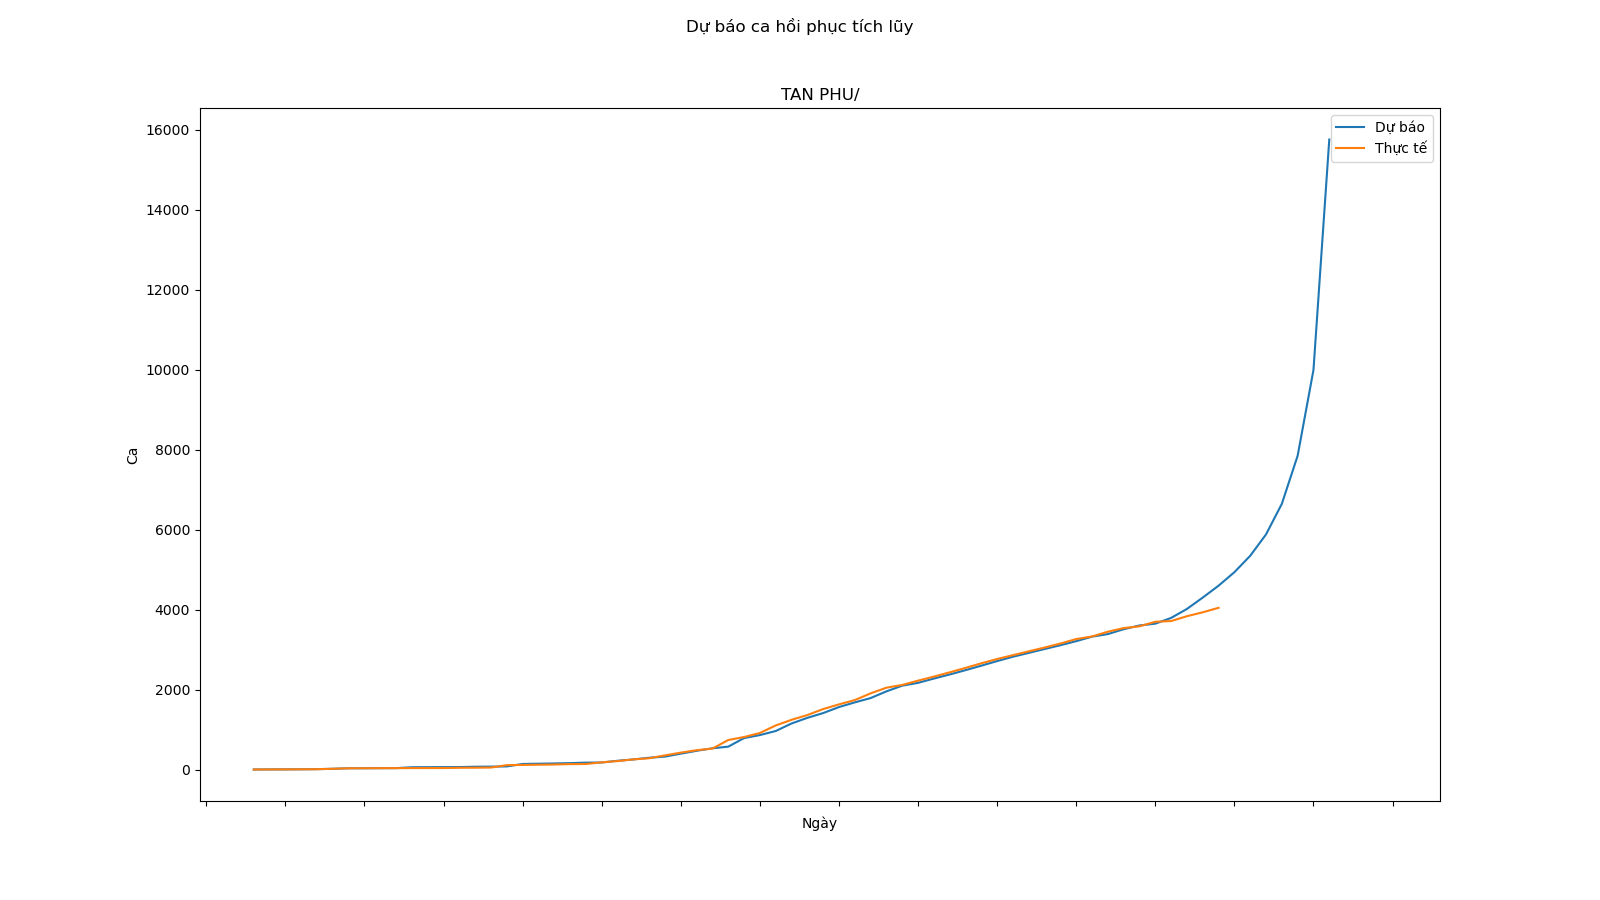 Dự báo ca hồi phục tích lũy
TAN PHU/
16000
14000
12000
10000
8000
6000
4000
2000
0
Ca
Ngày
Dự báo
Thực tế